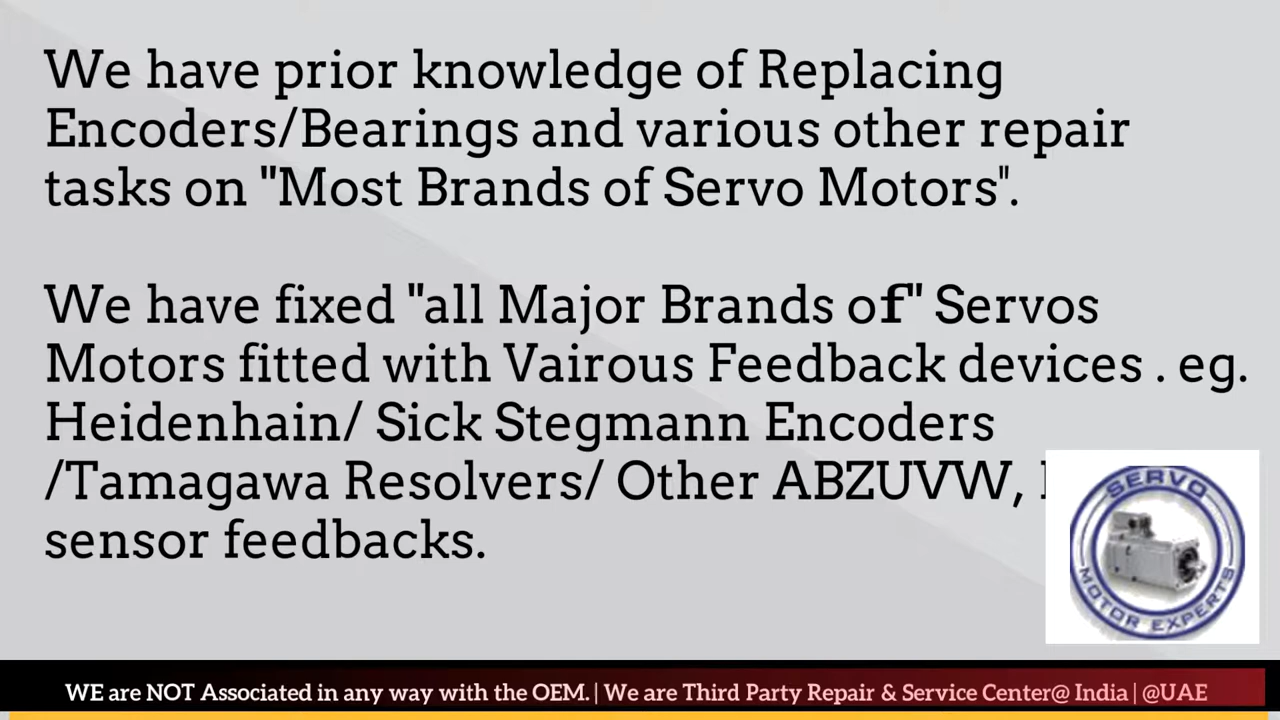 We have prior knowledge of Replacing
Encoders/Bearings and various other repair
tasks on "Most Brands of Servo Motors".
We have fixed "all Major Brands of" Servos
Motors fitted with Vairous Feedback devices . eg.
Heidenhain/ Sick Stegmann Encoders
/Tamagawa Resolvers/ Other ABZUVW,
sensor feedbacks.
SERVO
MOTOR EXPERTS
WE are NOT Associated in any way with the OEM. | We are Third Party Repair & Service Center@ India | @UAE